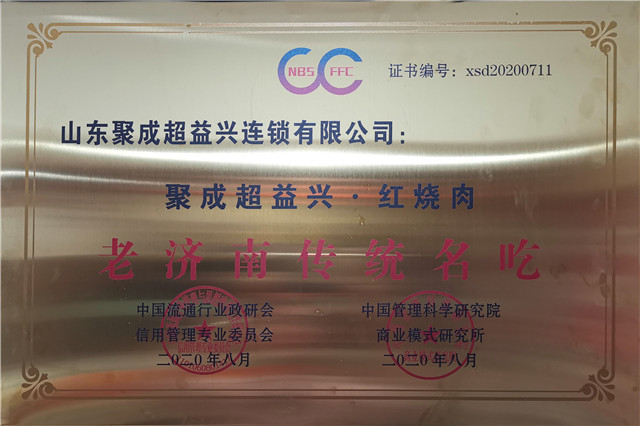 NBS FFC
证书编号：xsd20200711
山东聚成超益兴连锁有限公司：
聚成超益兴·红烧肉
老济南传统名吃
中国流通行业政研会
信用管理专业委员会
二〇二〇年八月
中国管理科学研究院
商业模式研究所
二〇二〇年八月